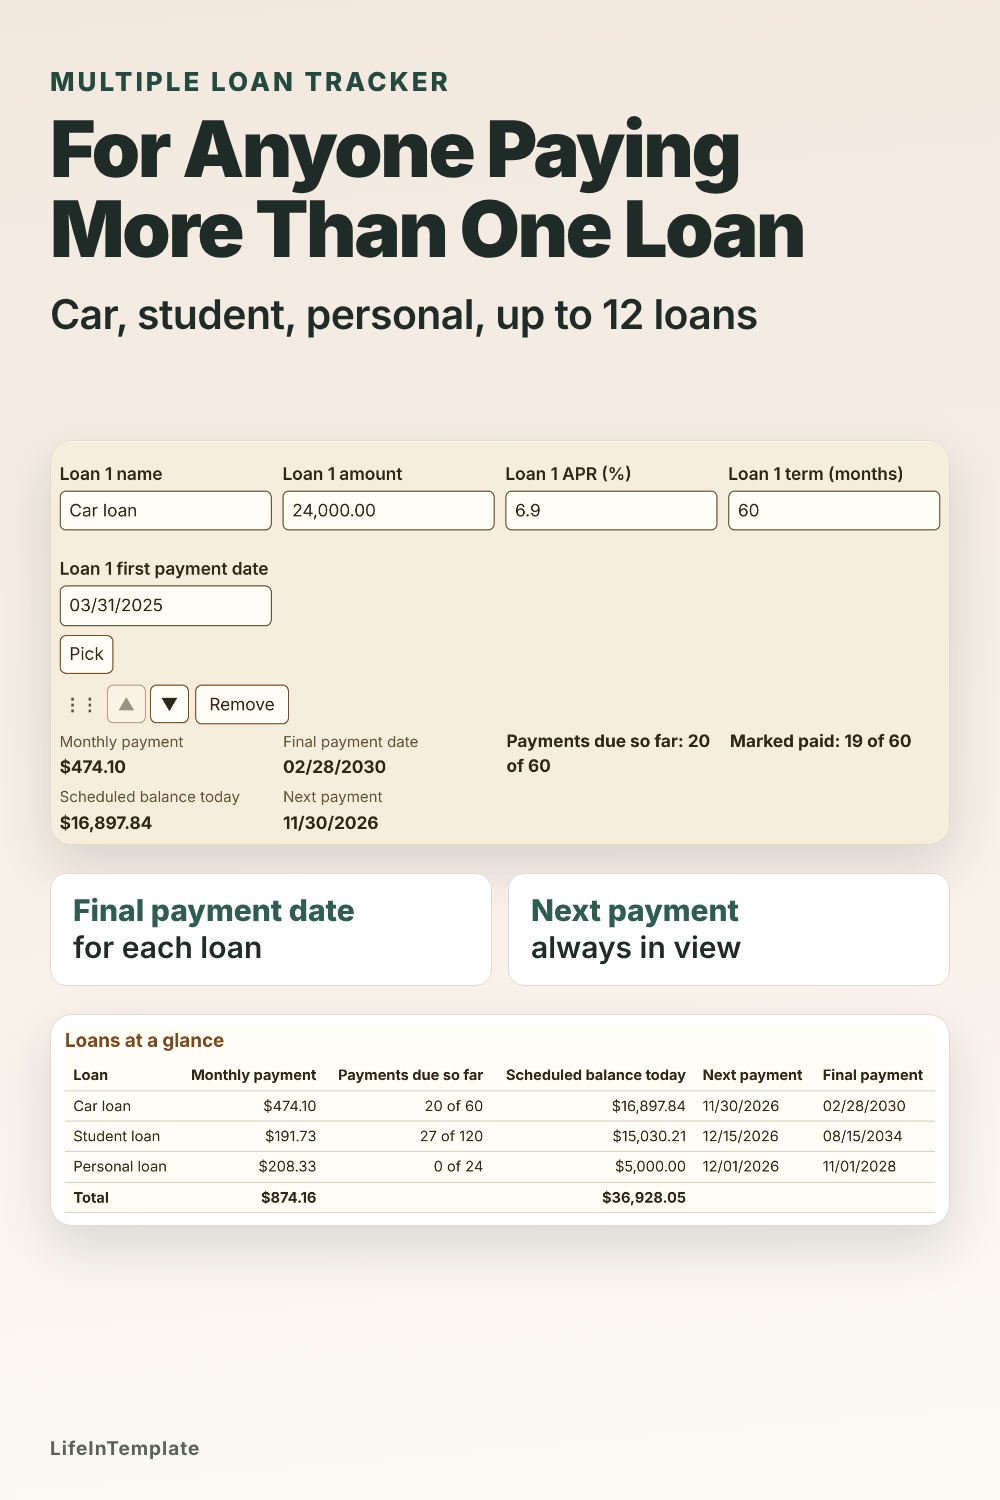 MULTIPLE LOAN TRACKER
For Anyone Paying
More Than One Loan
Car, student, personal, up to 12 loans
Loan 1 name Loan 1 amount Loan 1 APR (%) Loan 1 term (months)
Car loan 24,000.00 6.9 60
Loan 1 first payment date
03/31/2025
Pick
▲ ▼ Remove
Monthly payment Final payment date Payments due so far: 20 Marked paid: 19 of 60
$474.10 02/28/2030 of 60
Scheduled balance today Next payment
$16,897.84 11/30/2026
Final payment date Next payment
for each loan always in view
Loans at a glance
Loan Monthly payment Payments due so far Scheduled balance today Next payment Final payment
Car loan $474.10 20 of 60 $16,897.84 11/30/2026 02/28/2030
Student loan $191.73 27 of 120 $15,030.21 12/15/2026 08/15/2034
Personal loan $208.33 0 of 24 $5,000.00 12/01/2026 11/01/2028
Total $874.16 $36,928.05
LifeInTemplate